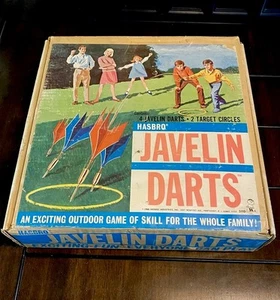 Includes:
4 JAVELIN DARTS • 2 TARGET CIRCLES
HASBRO®
JAVELIN
DARTS
AN EXCITING OUTDOOR GAME OF SKILL FOR THE WHOLE FAMILY!
HASBRO JAVELIN DARTS